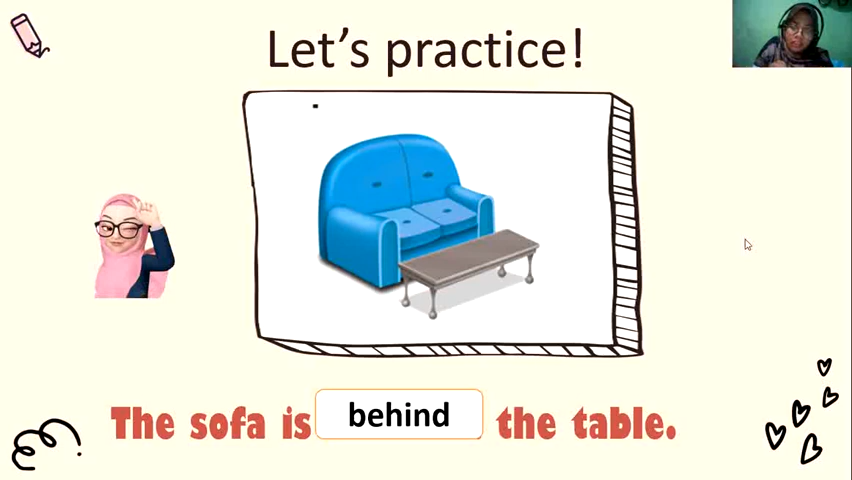 Let's practice!
The sofa is behind the table.